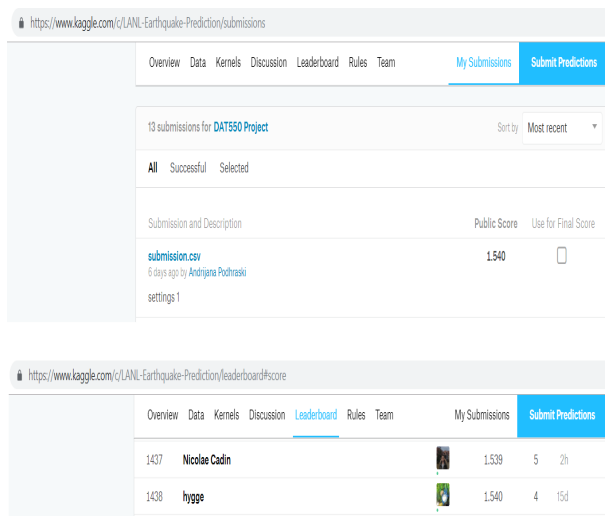 https://www.kaggle.com/c/LANL-Earthquake-Prediction/submissions
Overview Data Kernels Discussion Leaderboard Rules Team My Submissions Submit Predictions
13 submissions for DAT550 Project Sort by Most recent
All Successful Selected
Submission and Description Public Score Use for Final Score
submission.csv 1.540
6 days ago by Andrijana Podhraski
settings 1
https://www.kaggle.com/c/LANL-Earthquake-Prediction/leaderboard#score
Overview Data Kernels Discussion Leaderboard Rules Team My Submissions Submit Predictions
1437 Nicolae Cadin 1.539 5 2h
1438 hygge 1.540 4 15d